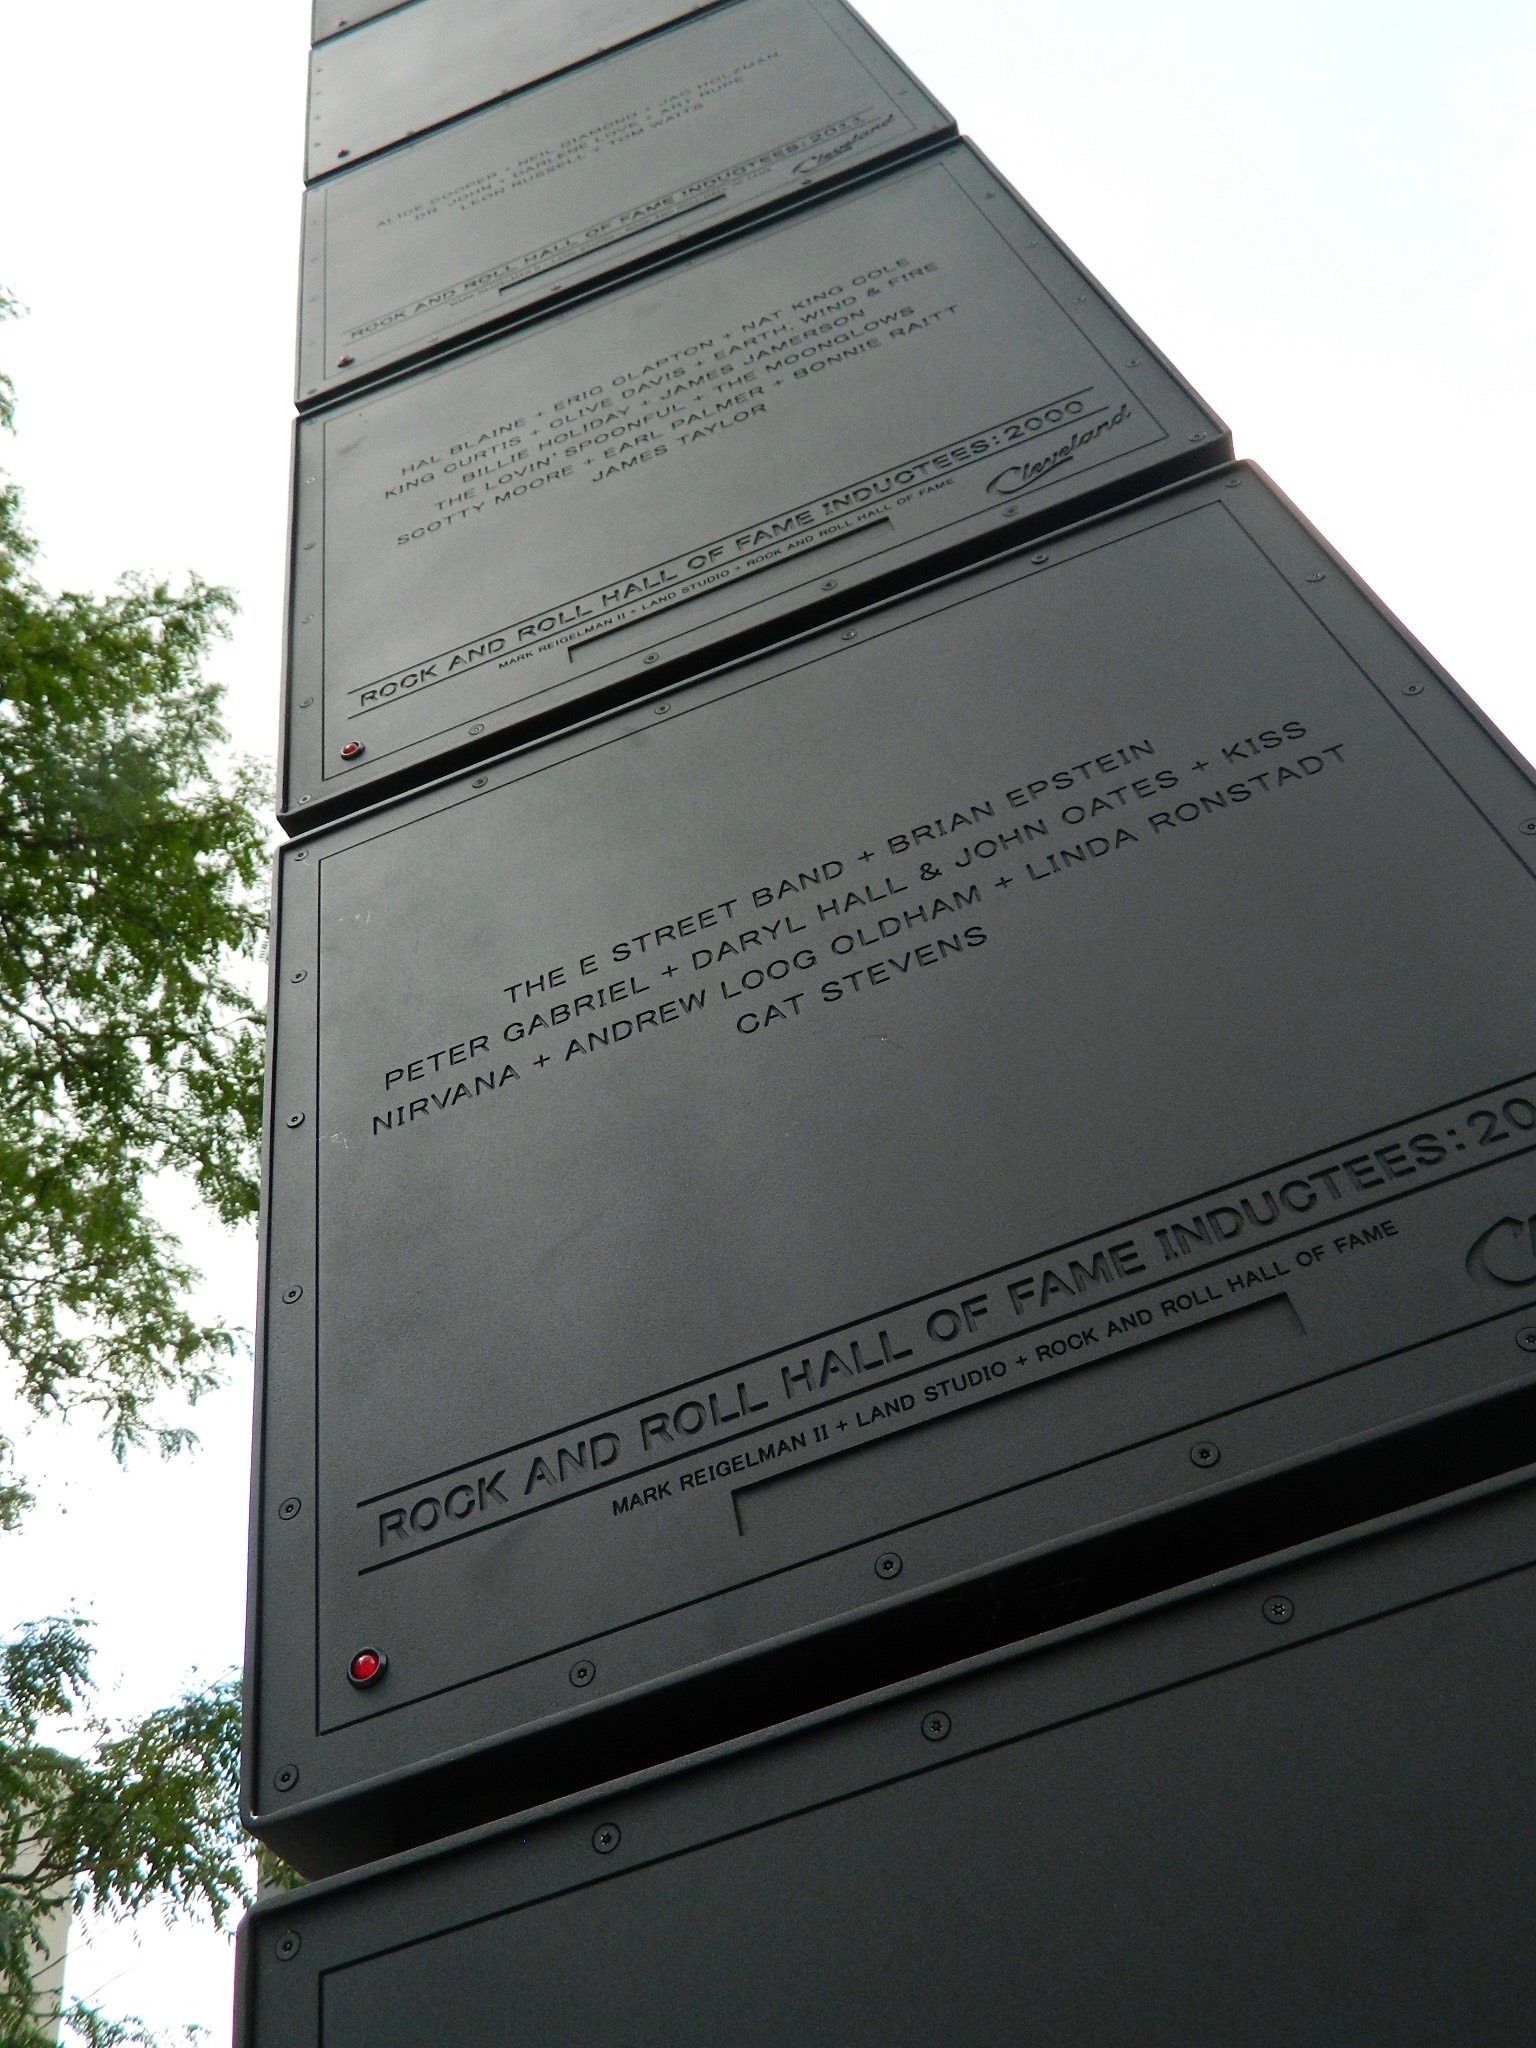 ALICE COOPER + NEIL DIAMOND + JAC HOLZMAN
DR. JOHN + DARLENE LOVE + ART RUPE
LEON RUSSELL + TOM WAITS
ROCK AND ROLL HALL OF FAME INDUCTEES: 2011
Cleveland
HAL BLAINE + ERIC CLAPTON + NAT KING COLE
KING CURTIS + CLIVE DAVIS + EARTH, WIND & FIRE
BILLIE HOLIDAY + JAMES JAMERSON
THE LOVIN' SPOONFUL + THE MOONGLOWS
SCOTTY MOORE + EARL PALMER + BONNIE RAITT
JAMES TAYLOR
ROCK AND ROLL HALL OF FAME INDUCTEES: 2000
MARK REIGELMAN II + LAND STUDIO + ROCK AND ROLL HALL OF FAME
Cleveland
THE E STREET BAND + BRIAN EPSTEIN
PETER GABRIEL + DARYL HALL & JOHN OATES + KISS
NIRVANA + ANDREW LOOG OLDHAM + LINDA RONSTADT
CAT STEVENS
ROCK AND ROLL HALL OF FAME INDUCTEES: 20
MARK REIGELMAN II + LAND STUDIO + ROCK AND ROLL HALL OF FAME